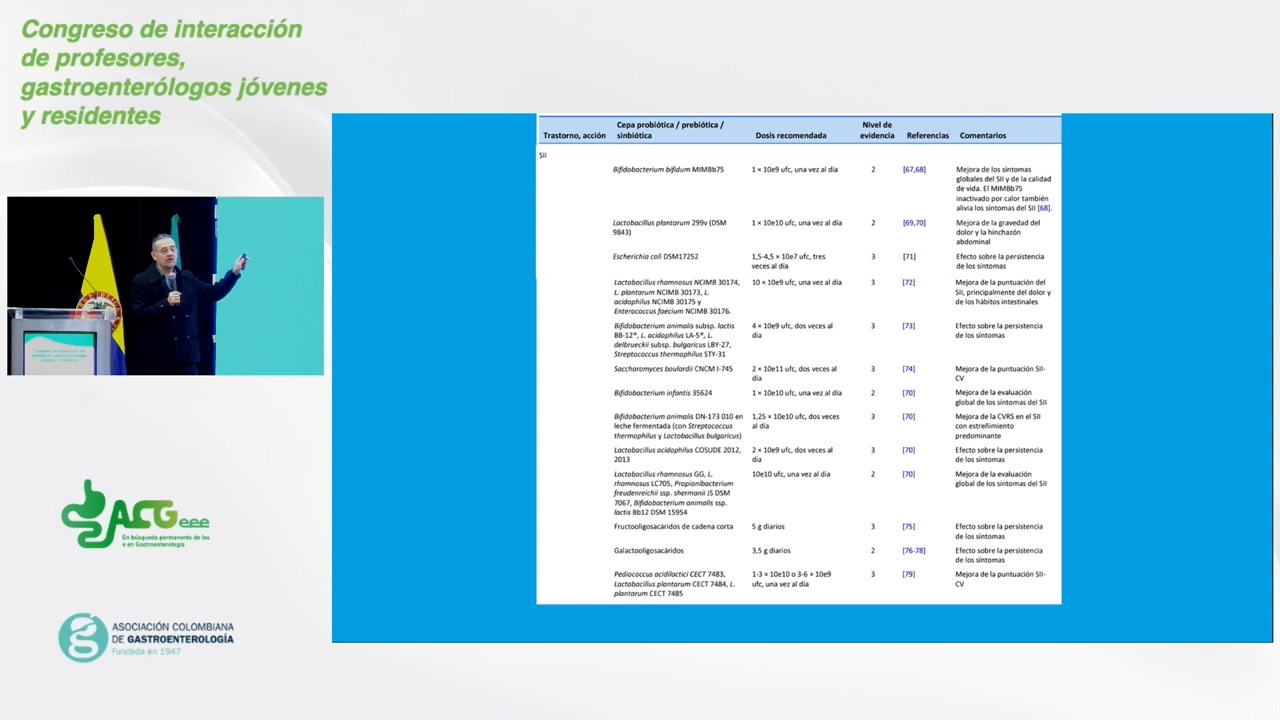 Congreso de interacción
de profesores,
gastroenterólogos jóvenes
y residentes
Trastorno, acción
Cepa probiótica / prebiótica /
sinbiótica
Dosis recomendada
Nivel de
evidencia
Referencias
Comentarios
SII
Bifidobacterium bifidum MIMBb75
1 × 10e9 ufc, una vez al día
2
[67,68]
Mejora de los síntomas
globales del SII y de la calidad
de vida. El MIMBb75
inactivado por calor también
alivia los síntomas del SII [68].
Lactobacillus plantarum 299v (DSM
9843)
1 × 10e10 ufc, una vez al día
2
[69,70]
Mejora de la gravedad del
dolor y la hinchazón
abdominal
Escherichia coli DSM17252
1,5-4,5 × 10e7 ufc, tres
veces al día
3
[71]
Efecto sobre la persistencia
de los síntomas
Lactobacillus rhamnosus NCIMB 30174,
L. plantarum NCIMB 30173, L.
acidophilus NCIMB 30175 y
Enterococcus faecium NCIMB 30176.
10 × 10e9 ufc, una vez al día
3
[72]
Mejora de la puntuación del
SII, principalmente del dolor y
de los hábitos intestinales
Bifidobacterium animalis subsp. lactis
BB-12®, L. acidophilus LA-5®, L.
delbrueckii subsp. bulgaricus LBY-27,
Streptococcus thermophilus STY-31
4 × 10e9 ufc, dos veces al
día
3
[73]
Efecto sobre la persistencia
de los síntomas
Saccharomyces boulardii CNCM I-745
2 × 10e11 ufc, dos veces al
día
3
[74]
Mejora de la puntuación SII-
CV
Bifidobacterium infantis 35624
1 × 10e10 ufc, una vez al día
2
[70]
Mejora de la evaluación
global de los síntomas del SII
Bifidobacterium animalis DN-173 010 en
leche fermentada (con Streptococcus
thermophilus y Lactobacillus bulgaricus)
1,25 × 10e10 ufc, dos veces
al día
3
[70]
Mejora de la CVRS en el SII
con estreñimiento
predominante
Lactobacillus acidophilus COSUDE 2012,
2013
2 × 10e9 ufc, dos veces al
día
3
[70]
Efecto sobre la persistencia
de los síntomas
Lactobacillus rhamnosus GG, L.
rhamnosus LC705, Propionibacterium
freudenreichii ssp. shermanii JS DSM
7067, Bifidobacterium animalis ssp.
lactis Bb12 DSM 15954
10e10 ufc, una vez al día
2
[70]
Mejora de la evaluación
global de los síntomas del SII
Fructooligosacáridos de cadena corta
5 g diarios
3
[75]
Efecto sobre la persistencia
de los síntomas
Galactooligosacáridos
3,5 g diarios
2
[76-78]
Efecto sobre la persistencia
de los síntomas
Pediococcus acidilactici CECT 7483,
Lactobacillus plantarum CECT 7484, L.
plantarum CECT 7485
1-3 × 10e10 o 3-6 × 10e9
ufc, una vez al día
3
[79]
Mejora de la puntuación SII-
CV
ACGeee
En búsqueda permanente de las
e en Gastroenterología
ASOCIACIÓN COLOMBIANA
DE GASTROENTEROLOGÍA
Fundada en 1947